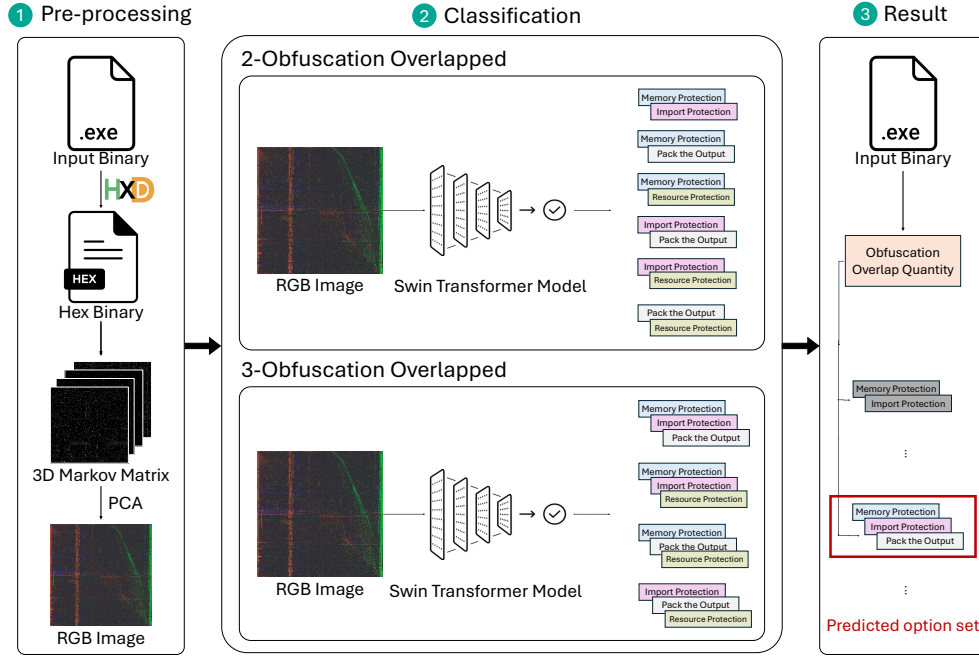 1 Pre-processing
.exe
Input Binary
HXD
HEX
Hex Binary
3D Markov Matrix
PCA
RGB Image
2 Classification
2-Obfuscation Overlapped
RGB Image
Swin Transformer Model
Memory Protection
Import Protection
Memory Protection
Pack the Output
Memory Protection
Resource Protection
Import Protection
Pack the Output
Import Protection
Resource Protection
Pack the Output
Resource Protection
3-Obfuscation Overlapped
RGB Image
Swin Transformer Model
Memory Protection
Import Protection
Pack the Output
Memory Protection
Import Protection
Resource Protection
Memory Protection
Pack the Output
Resource Protection
Import Protection
Pack the Output
Resource Protection
3 Result
.exe
Input Binary
Obfuscation
Overlap Quantity
Memory Protection
Import Protection
...
Memory Protection
Import Protection
Pack the Output
...
Predicted option set